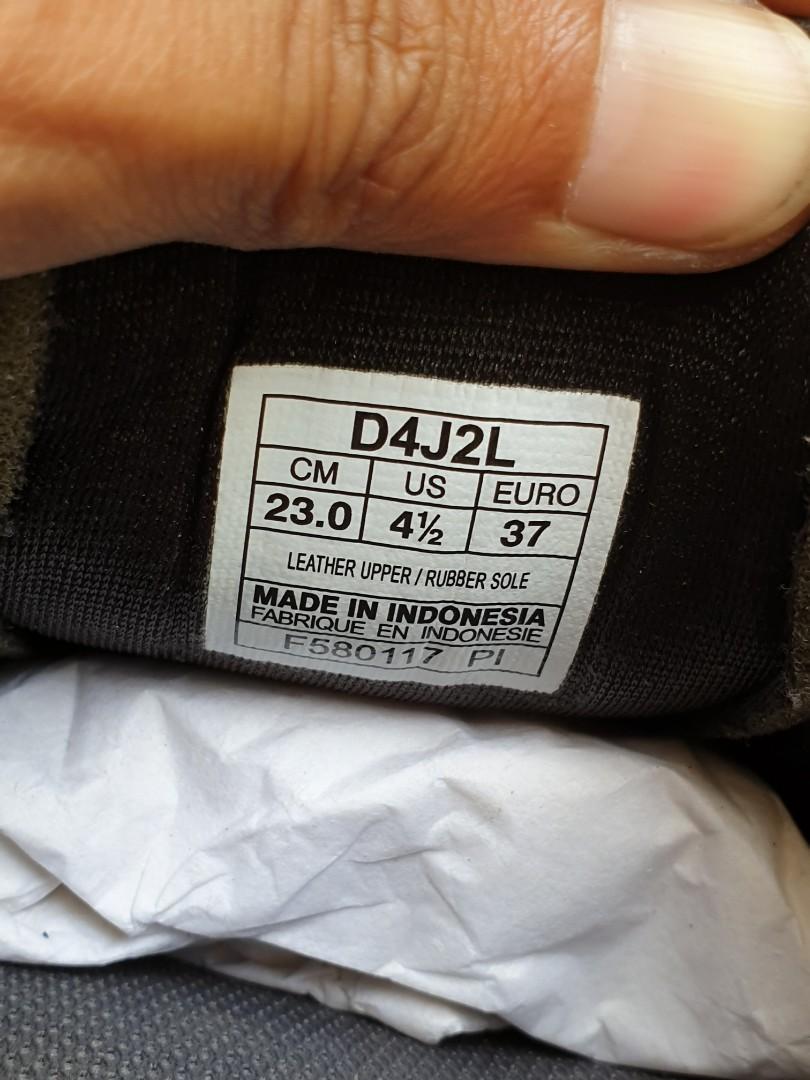 D4J2L
CM US EURO
23.0 4½ 37
LEATHER UPPER / RUBBER SOLE
MADE IN INDONESIA
FABRIQUE EN INDONESIE
F580117 PI